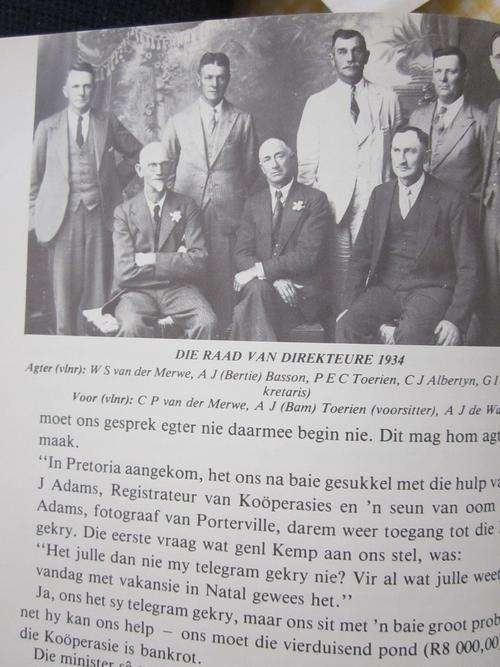 DIE RAAD VAN DIREKTEURE 1934
Agter (vlnr): W S van der Merwe, A J (Bertie) Basson, P E C Toerien, C J Albertyn, G I
kretaris)
Voor (vlnr): C P van der Merwe, A J (Bam) Toerien (voorsitter), A J de Wa
moet ons gesprek egter nie daarmee begin nie. Dit mag hom agt
maak.
“In Pretoria aangekom, het ons na baie gesukkel met die hulp va
J Adams, Registrateur van Koöperasies en ’n seun van oom
Adams, fotograaf van Porterville, darem weer toegang tot die
gekry. Die eerste vraag wat genl Kemp aan ons stel, was:
“Het julle dan nie my telegram gekry nie? Vir al wat julle weet
vandag met vakansie in Natal gewees het.”
Ja, ons het sy telegram gekry, maar ons sit met ’n baie groot prob
net hy kan ons help – ons moet die vierduisend pond (R8 000,00
die Koöperasie is bankrot.
Die minister